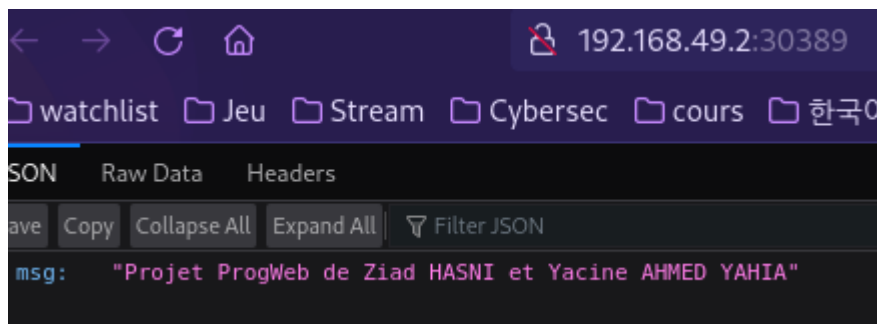 192.168.49.2:30389
watchlist Jeu Stream Cybersec cours 한국
SON Raw Data Headers
ave Copy Collapse All Expand All Filter JSON
msg: "Projet ProgWeb de Ziad HASNI et Yacine AHMED YAHIA"